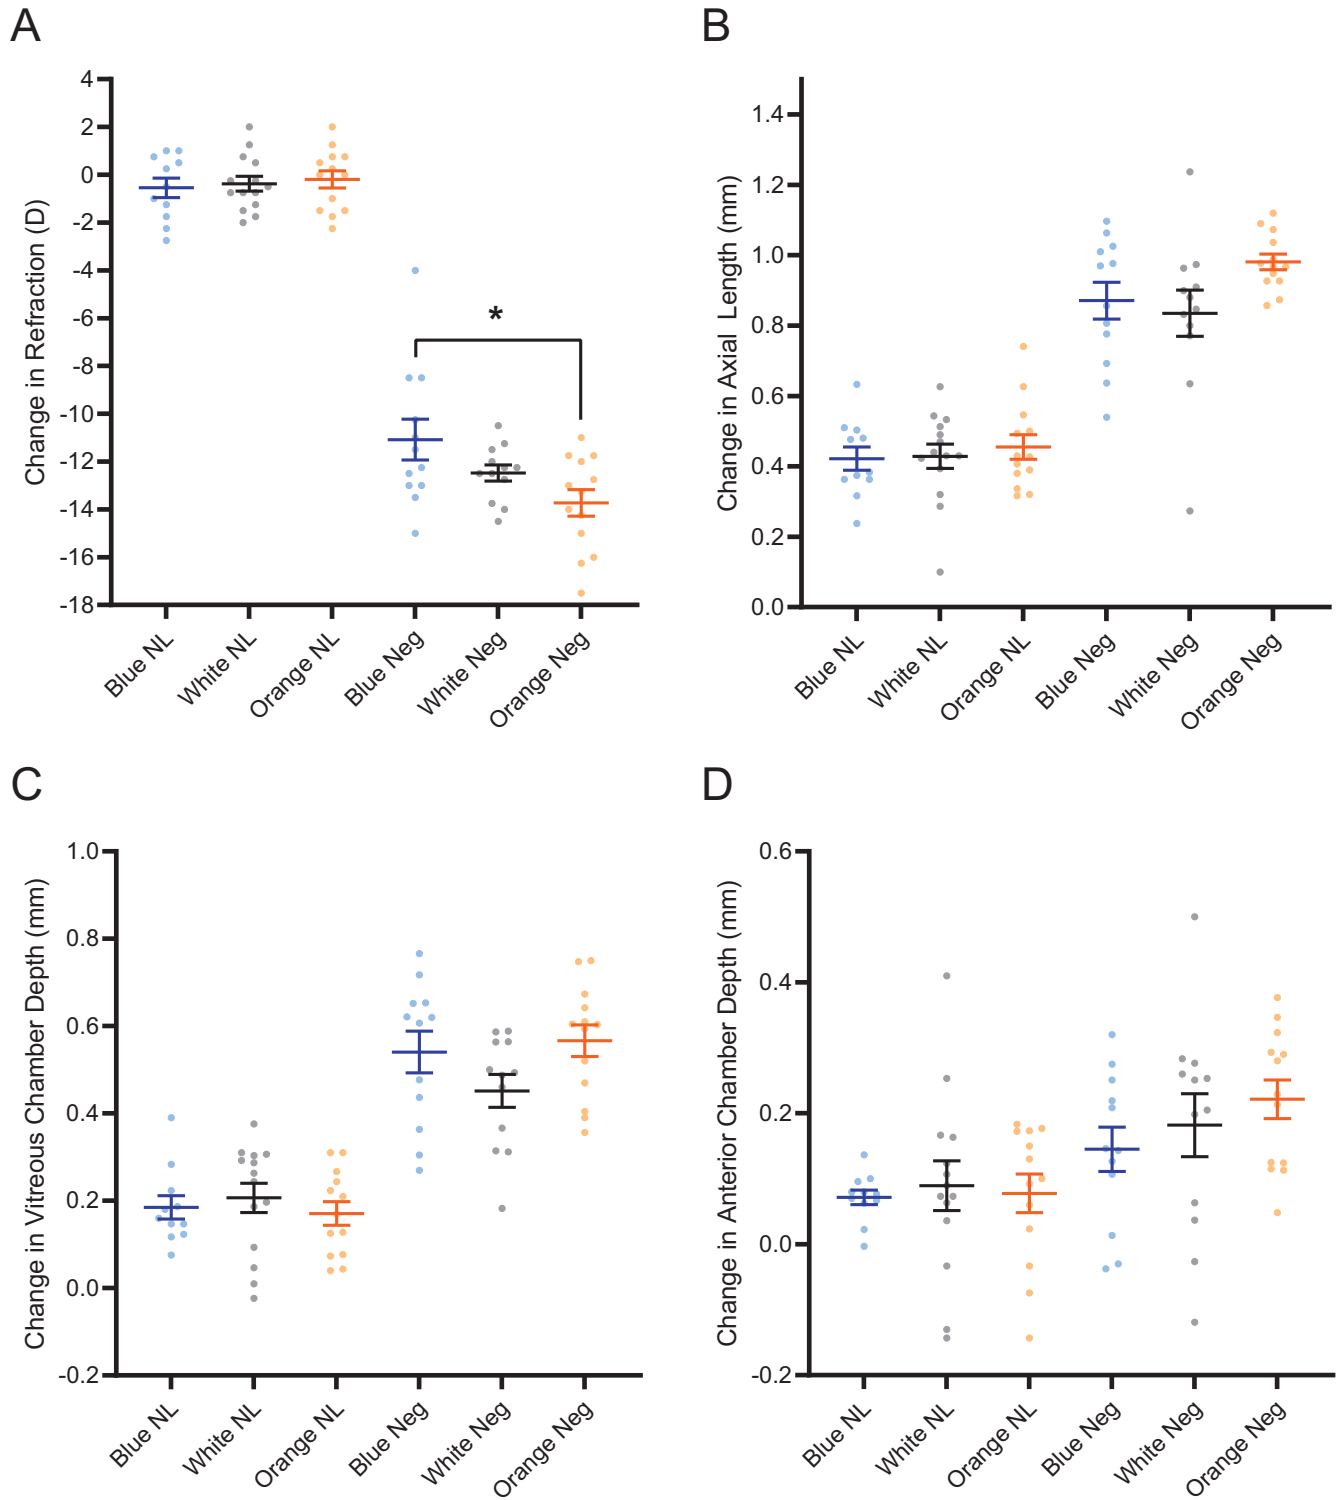 A
Change in Refraction (D)
4
2
0
-2
-4
-6
-8
-10
-12
-14
-16
-18
*
Blue NL
White NL
Orange NL
Blue Neg
White Neg
Orange Neg
B
Change in Axial Length (mm)
1.4
1.2
1.0
0.8
0.6
0.4
0.2
0.0
Blue NL
White NL
Orange NL
Blue Neg
White Neg
Orange Neg
C
Change in Vitreous Chamber Depth (mm)
1.0
0.8
0.6
0.4
0.2
0.0
-0.2
Blue NL
White NL
Orange NL
Blue Neg
White Neg
Orange Neg
D
Change in Anterior Chamber Depth (mm)
0.6
0.4
0.2
0.0
-0.2
Blue NL
White NL
Orange NL
Blue Neg
White Neg
Orange Neg